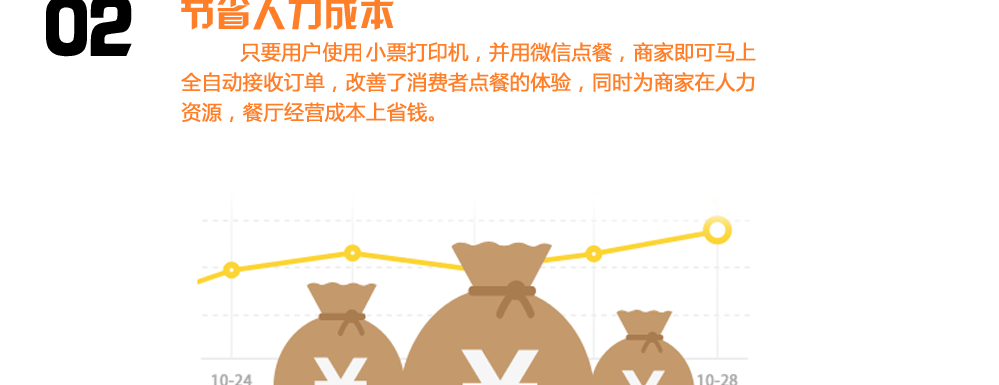 02
节省人力成本
只要用户使用小票打印机，并用微信点餐，商家即可马上
全自动接收订单，改善了消费者点餐的体验，同时为商家在人力
资源，餐厅经营成本上省钱。
¥ ¥ ¥
10-24 10-28